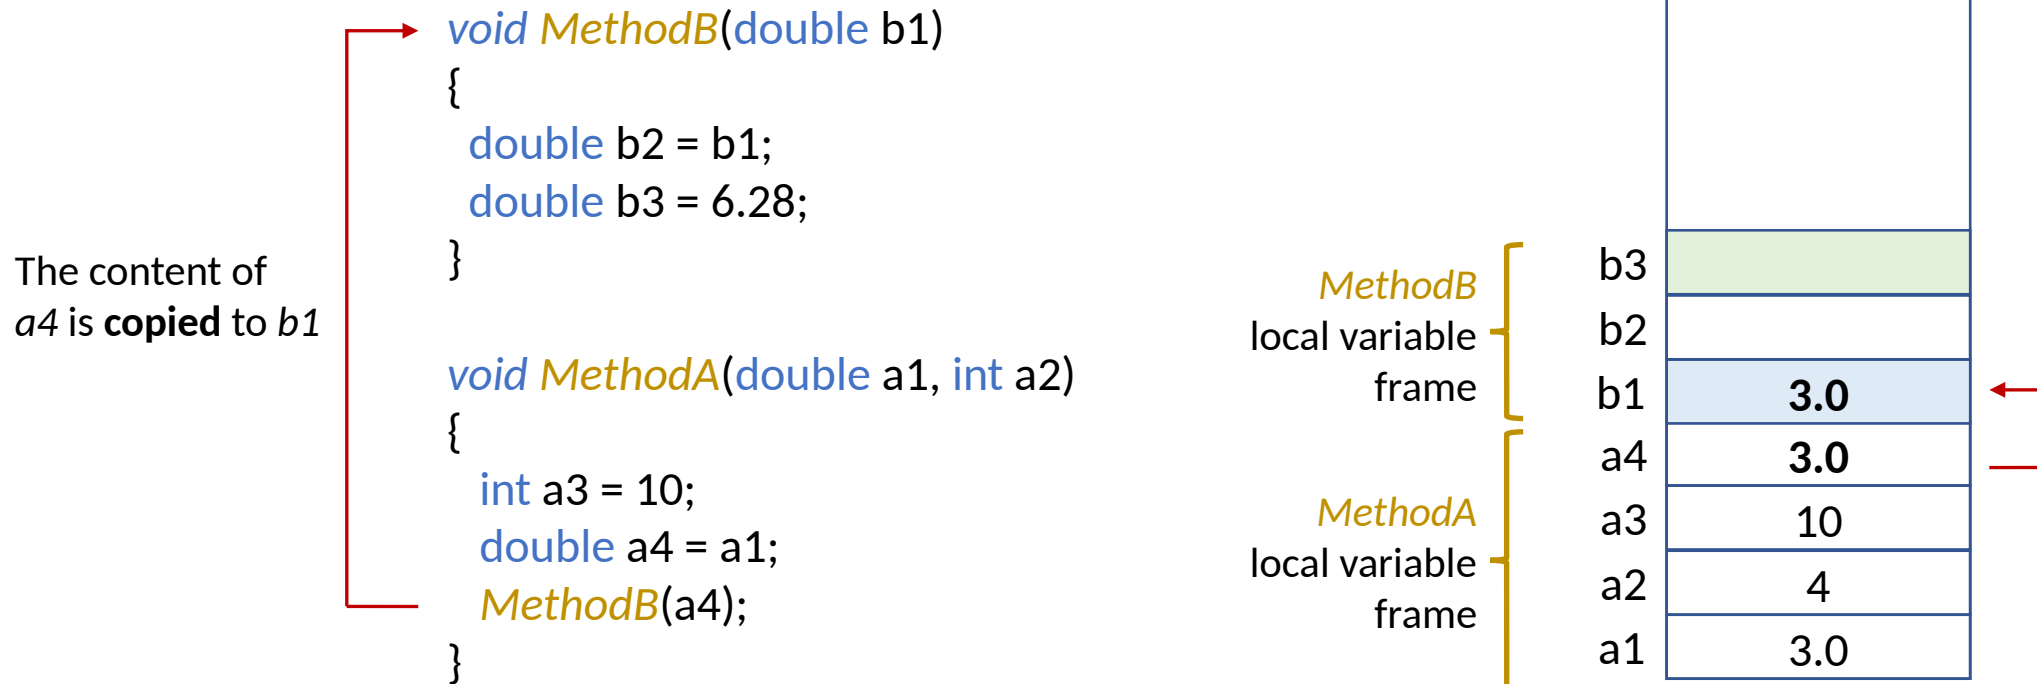 void MethodB(double b1)
{
double b2 = b1;
double b3 = 6.28;
}
The content of
a4 is copied to b1
void MethodA(double a1, int a2)
{
int a3 = 10;
double a4 = a1;
MethodB(a4);
}
MethodB
local variable
frame
MethodA
local variable
frame
b3
b2
b1 3.0
a4 3.0
a3 10
a2 4
a1 3.0